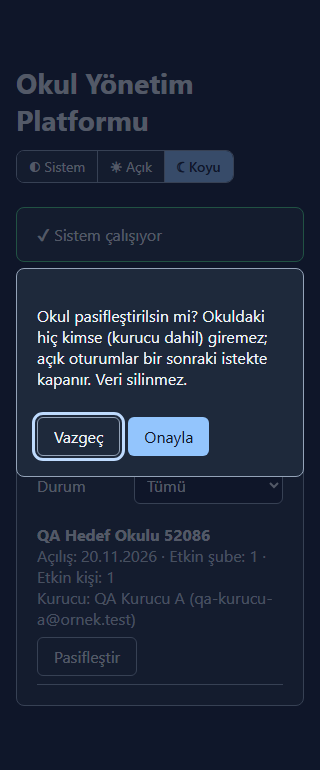 Okul Yönetim
Platformu
Sistem
Açık
Koyu
✓ Sistem çalışıyor
Okul pasifleştirilsin mi? Okuldaki
hiç kimse (kurucu dahil) giremez;
açık oturumlar bir sonraki istekte
kapanır. Veri silinmez.
Vazgeç
Onayla
Durum
Tümü
QA Hedef Okulu 52086
Açılış: 20.11.2026 · Etkin şube: 1 ·
Etkin kişi: 1
Kurucu: QA Kurucu A (qa-kurucu-
a@ornek.test)
Pasifleştir